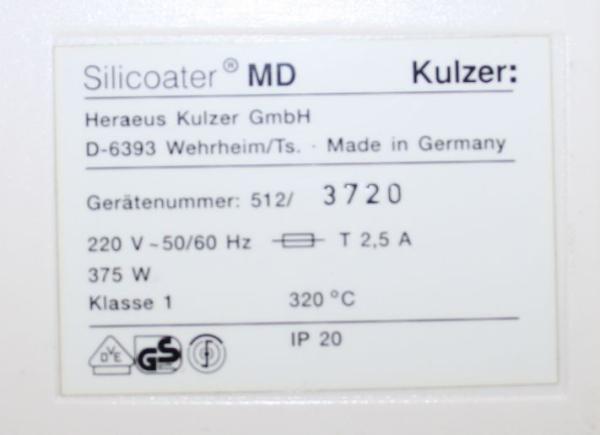 Silicoater® MD Kulzer:
Heraeus Kulzer GmbH
D-6393 Wehrheim/Ts. · Made in Germany
Gerätenummer: 512/ 3720
220 V ~ 50/60 Hz T 2,5 A
375 W
Klasse 1 320 °C
IP 20
DVE GS